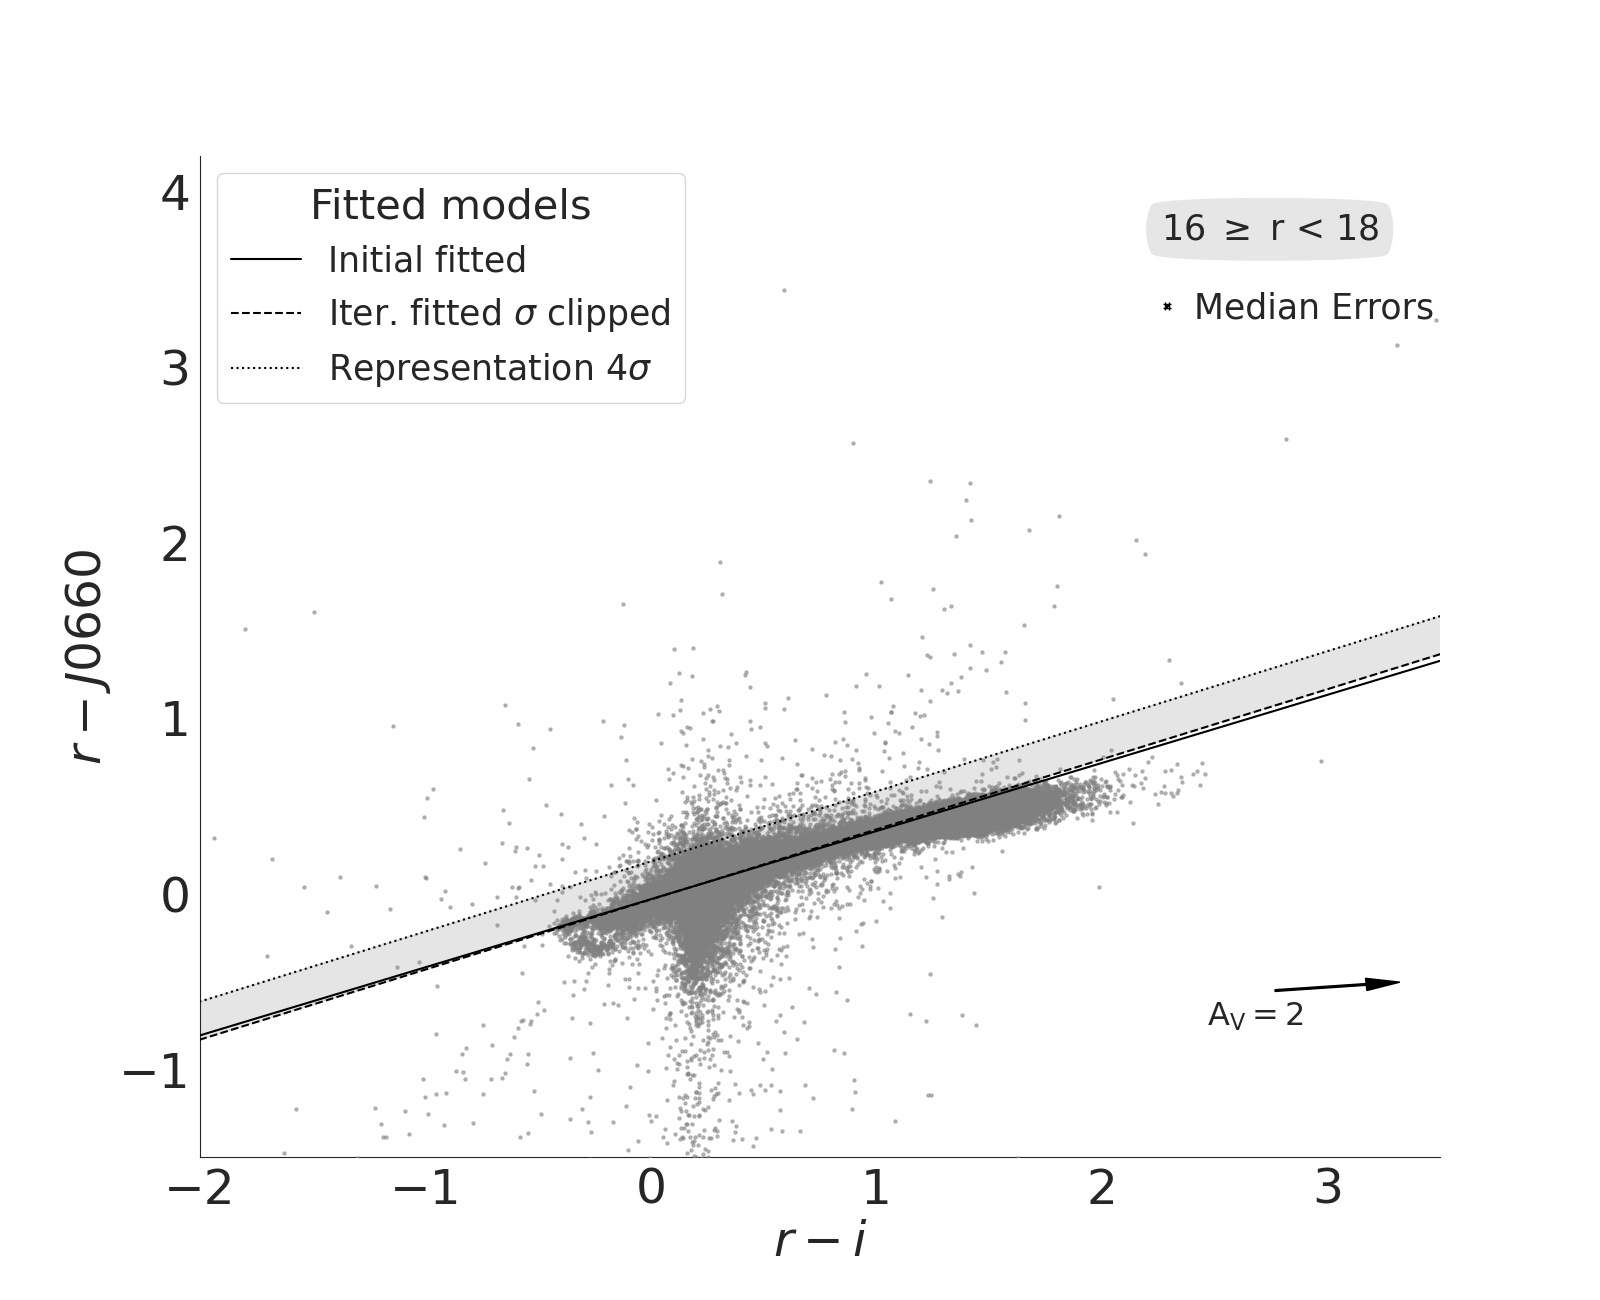 Fitted models
Initial fitted
Iter. fitted σ clipped
Representation 4σ
16 ≥ r < 18
Median Errors
4
3
2
1
0
−1
r − J0660
A_V = 2
−2 −1 0 1 2 3
r − i